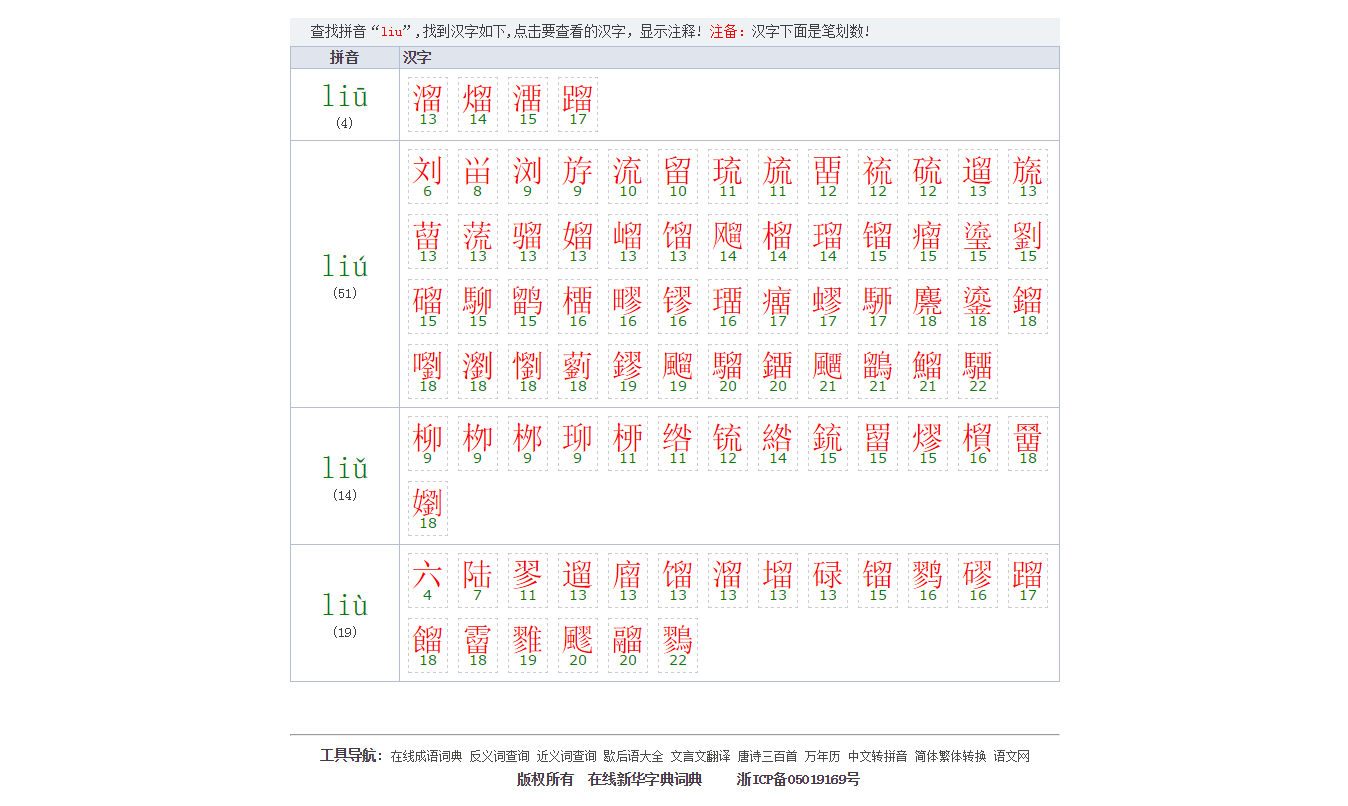 查找拼音“liu”,找到汉字如下,点击要查看的汉字，显示注释! 注备：汉字下面是笔划数!
拼音 汉字
liū
(4)
溜 熘 澑 蹓
13 14 15 17
liú
(51)
刘 畄 浏 斿 流 留 琉 旈 畱 裗 硫 遛 旒
6 8 9 9 10 10 11 11 12 12 12 13 13
蒥 蓅 骝 媹 嵧 馏 飗 榴 瑠 镏 瘤 瑬 劉
13 13 13 13 13 13 14 14 14 15 15 15 15
磂 駵 鹠 橊 疁 镠 璢 癅 蟉 駠 麍 鎏 鎦
15 15 15 16 16 16 16 17 17 17 18 18 18
嚠 瀏 懰 藰 鏐 飀 騮 鐂 飅 鶹 鰡 驑
18 18 18 18 19 19 20 20 21 21 21 22
liǔ
(14)
柳 栁 桞 珋 桺 绺 锍 綹 鋶 罶 熮 橮 羀
9 9 9 9 11 11 12 14 15 15 15 16 18
嬼
18
liù
(19)
六 陆 翏 遛 廇 馏 溜 塯 碌 镏 鹨 磟 蹓
4 7 11 13 13 13 13 13 13 15 16 16 17
餾 霤 雡 飂 鬸 鷚
18 18 19 20 20 22
工具导航： 在线成语词典 反义词查询 近义词查询 歇后语大全 文言文翻译 唐诗三百首 万年历 中文转拼音 简体繁体转换 语文网
版权所有 在线新华字典词典 浙ICP备05019169号